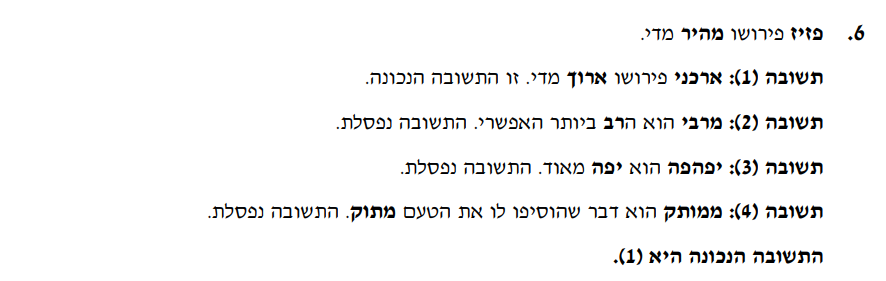 6. פזיז פירושו מהיר מדי.
תשובה (1): ארכני פירושו ארוך מדי. זו התשובה הנכונה.
תשובה (2): מרבי הוא הרב ביותר האפשרי. התשובה נפסלת.
תשובה (3): יפהפה הוא יפה מאוד. התשובה נפסלת.
תשובה (4): ממותק הוא דבר שהוסיפו לו את הטעם מתוק. התשובה נפסלת.
התשובה הנכונה היא (1).